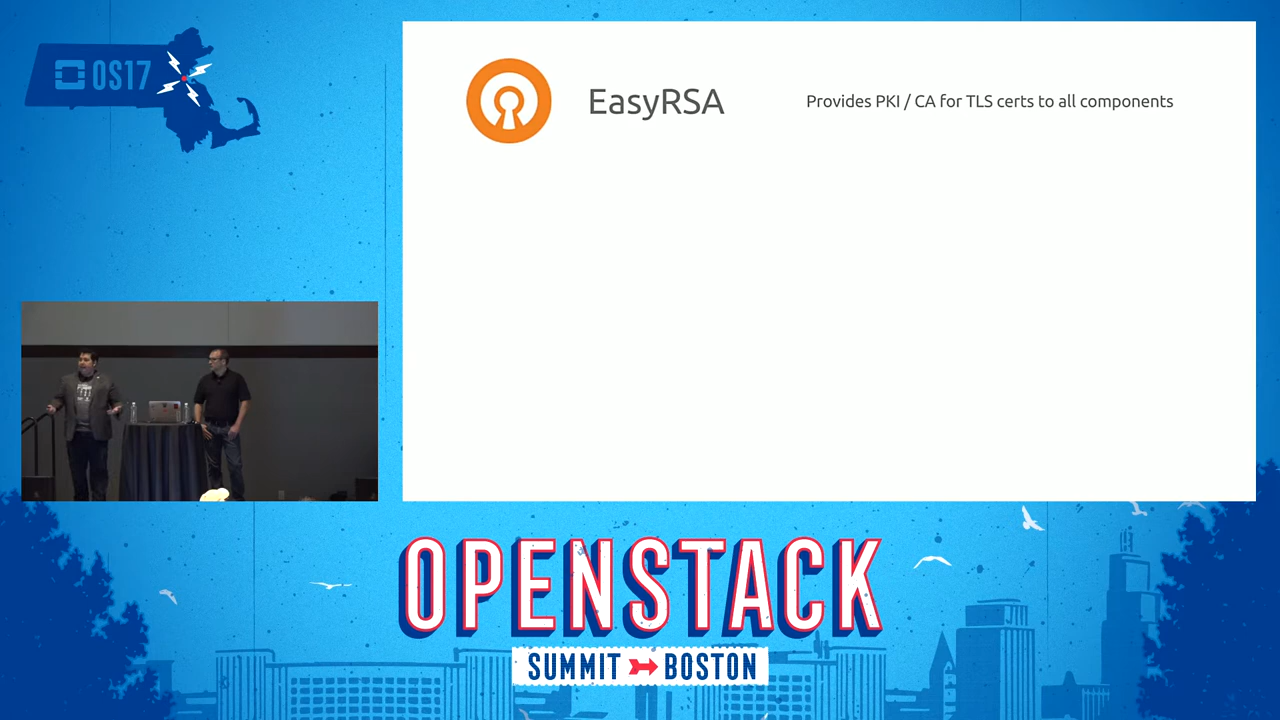 OS17
EasyRSA
Provides PKI / CA for TLS certs to all components
OPENSTACK
SUMMIT BOSTON